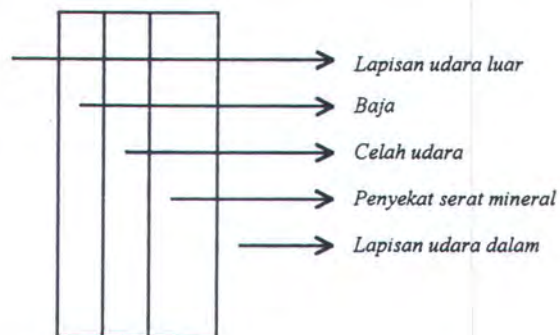 Lapisan udara luar
Baja
Celah udara
Penyekat serat mineral
Lapisan udara dalam